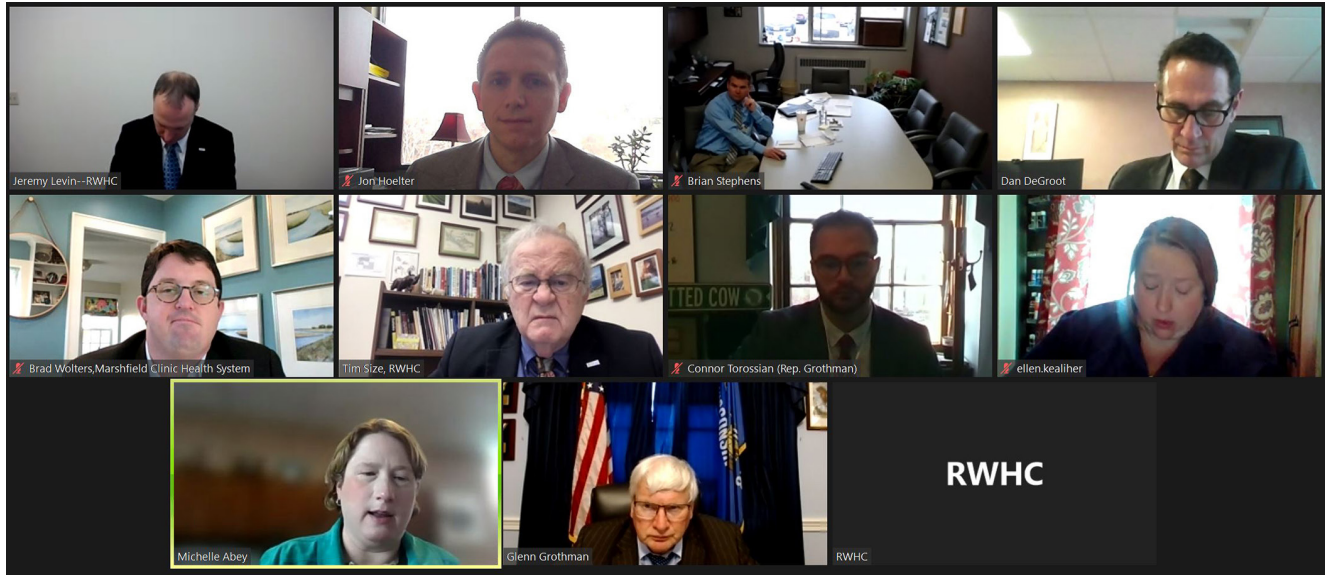 Jeremy Levin--RWHC
Jon Hoelter
Brian Stephens
Dan DeGroot
Brad Wolters,Marshfield Clinic Health System
Tim Size, RWHC
TTED COW
Connor Torossian (Rep. Grothman)
ellen.kealiher
Michelle Abey
CONSIN
Glenn Grothman
RWHC
RWHC